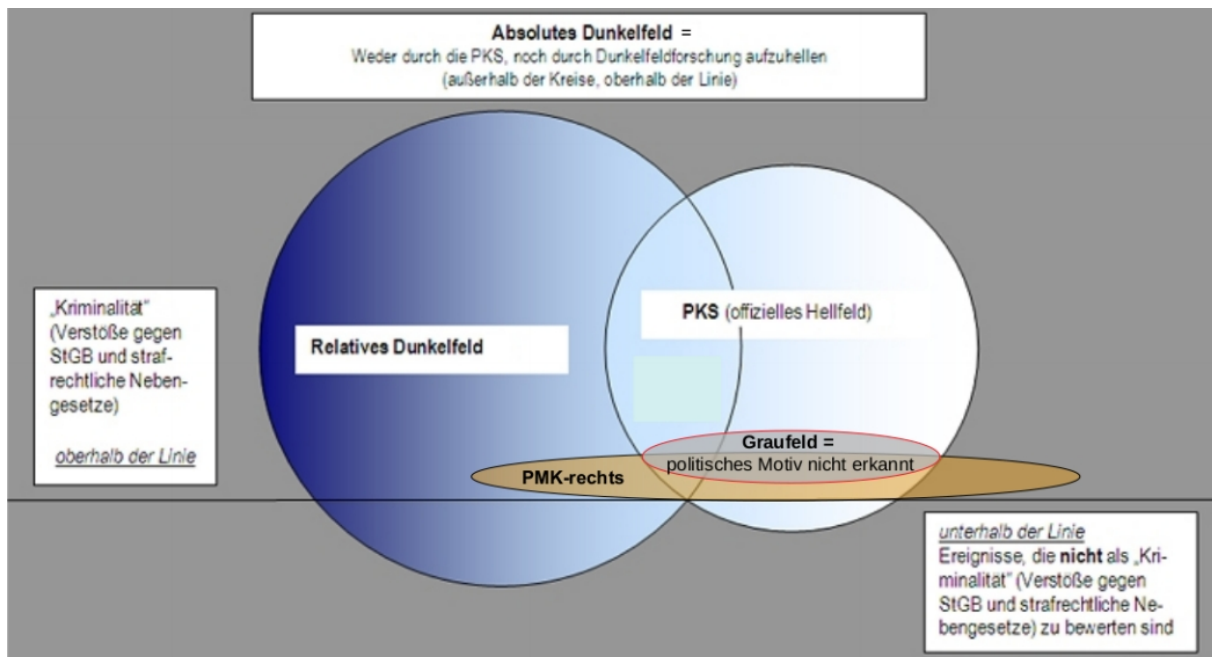 Absolutes Dunkelfeld =
Weder durch die PKS, noch durch Dunkelfeldforschung aufzuhellen
(außerhalb der Kreise, oberhalb der Linie)
„Kriminalität“
(Verstöße gegen
StGB und straf-
rechtliche Neben-
gesetze)
oberhalb der Linie
Relatives Dunkelfeld
PKS (offizielles Hellfeld)
Graufeld =
politisches Motiv nicht erkannt
PMK-rechts
unterhalb der Linie
Ereignisse, die nicht als „Kri-
minalität“ (Verstöße gegen
StGB und strafrechtliche Ne-
bengesetze) zu bewerten sind